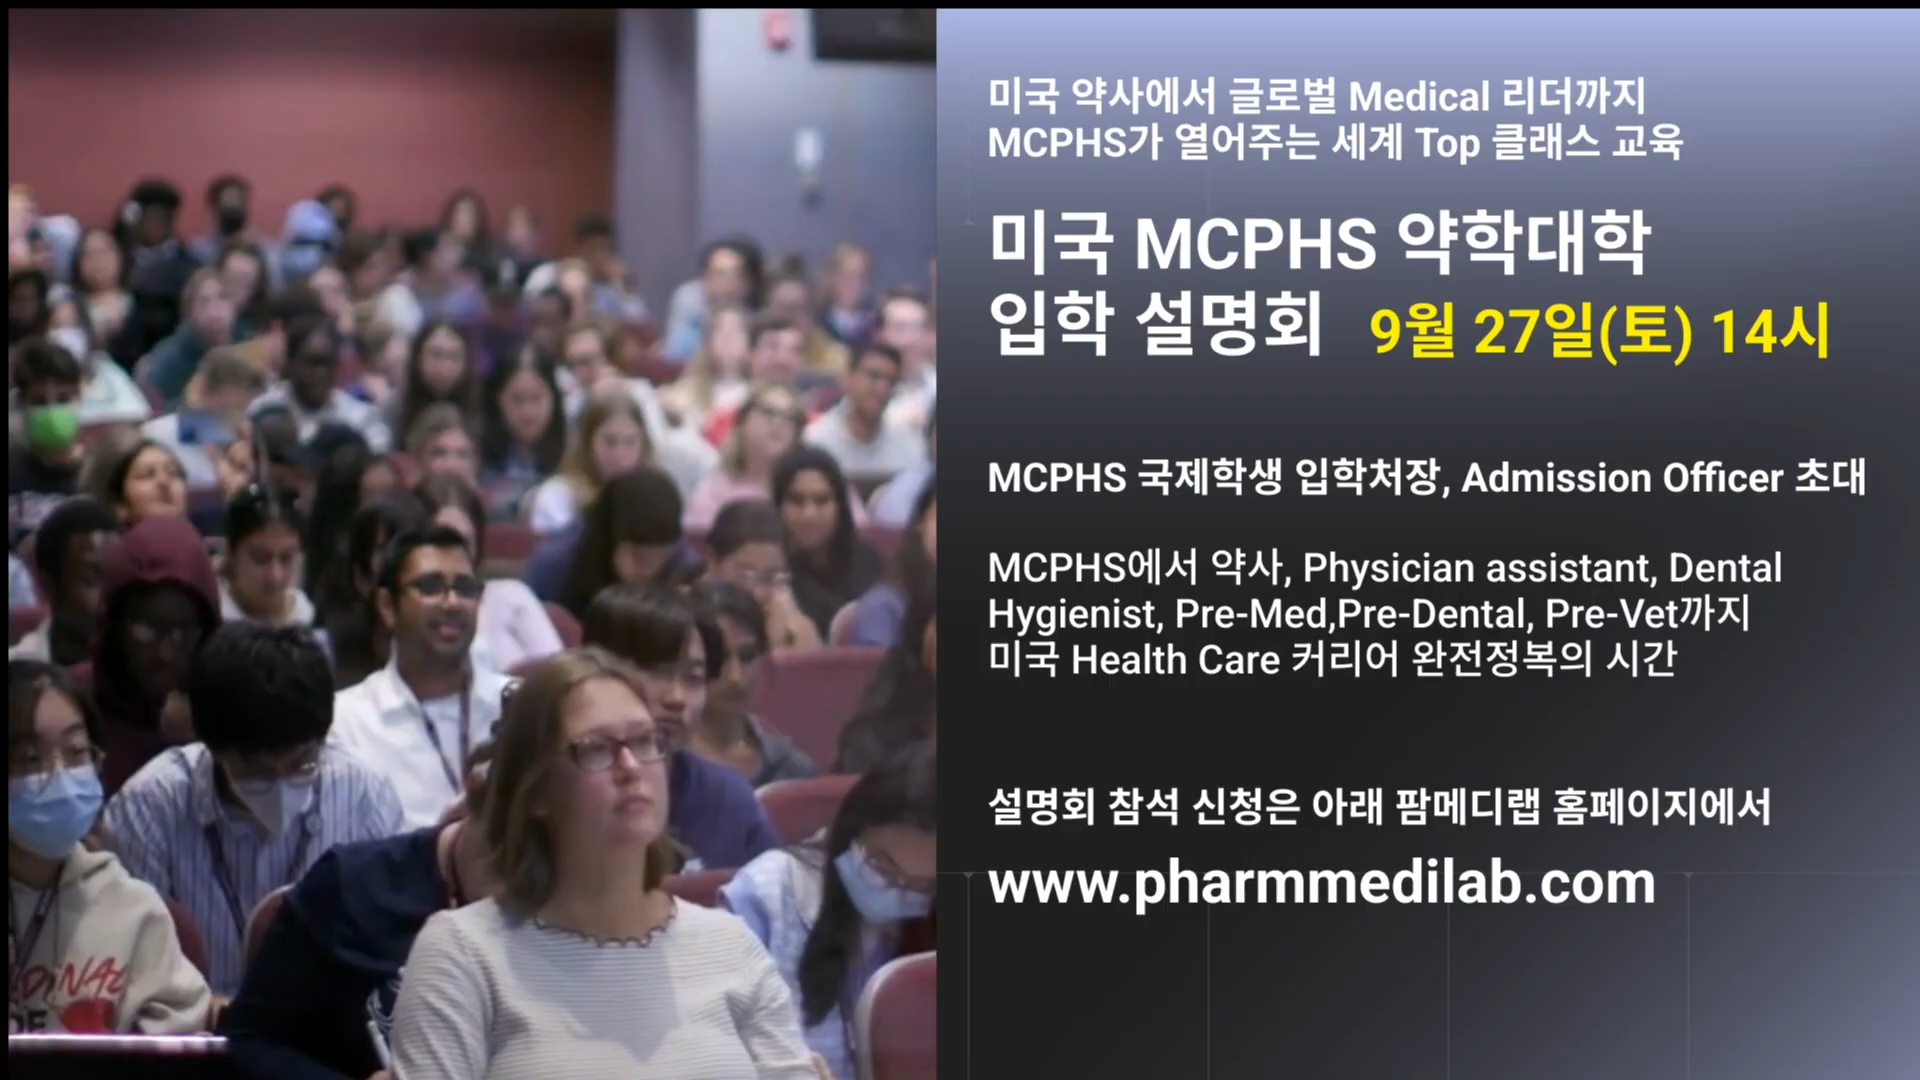 미국 약사에서 글로벌 Medical 리더까지
MCPHS가 열어주는 세계 Top 클래스 교육
미국 MCPHS 약학대학
입학 설명회 9월 27일(토) 14시
MCPHS 국제학생 입학처장, Admission Officer 초대
MCPHS에서 약사, Physician assistant, Dental
Hygienist, Pre-Med,Pre-Dental, Pre-Vet까지
미국 Health Care 커리어 완전정복의 시간
설명회 참석 신청은 아래 팜메디랩 홈페이지에서
www.pharmmedilab.com